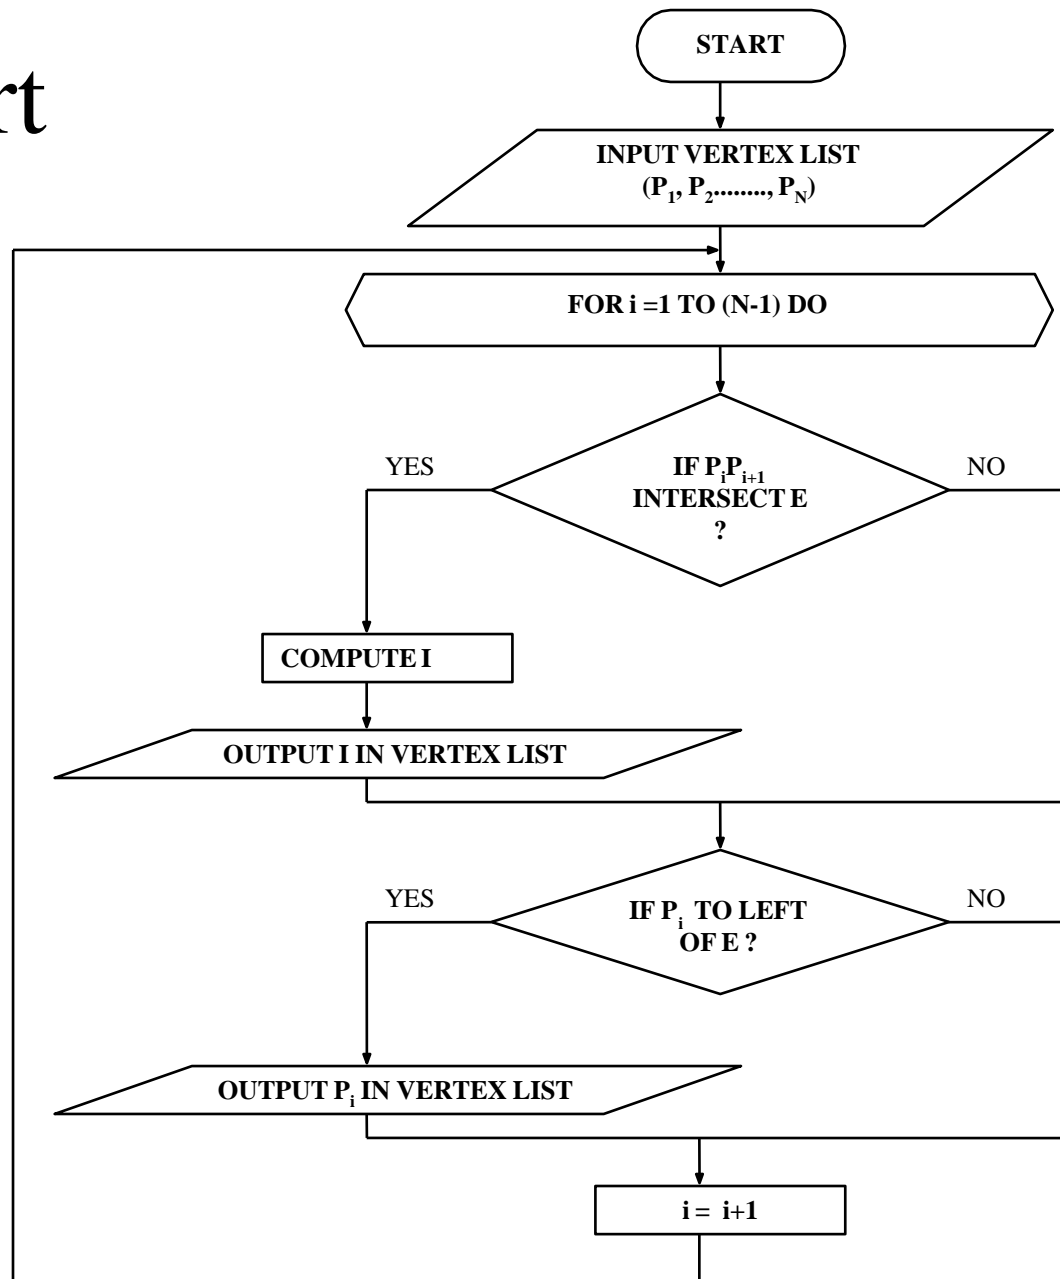 rt
START
INPUT VERTEX LIST
(P₁, P₂........, P_N)
FOR i =1 TO (N-1) DO
YES
IF PᵢPᵢ₊₁
INTERSECT E
?
NO
COMPUTE I
OUTPUT I IN VERTEX LIST
YES
IF Pᵢ TO LEFT
OF E ?
NO
OUTPUT Pᵢ IN VERTEX LIST
i = i+1